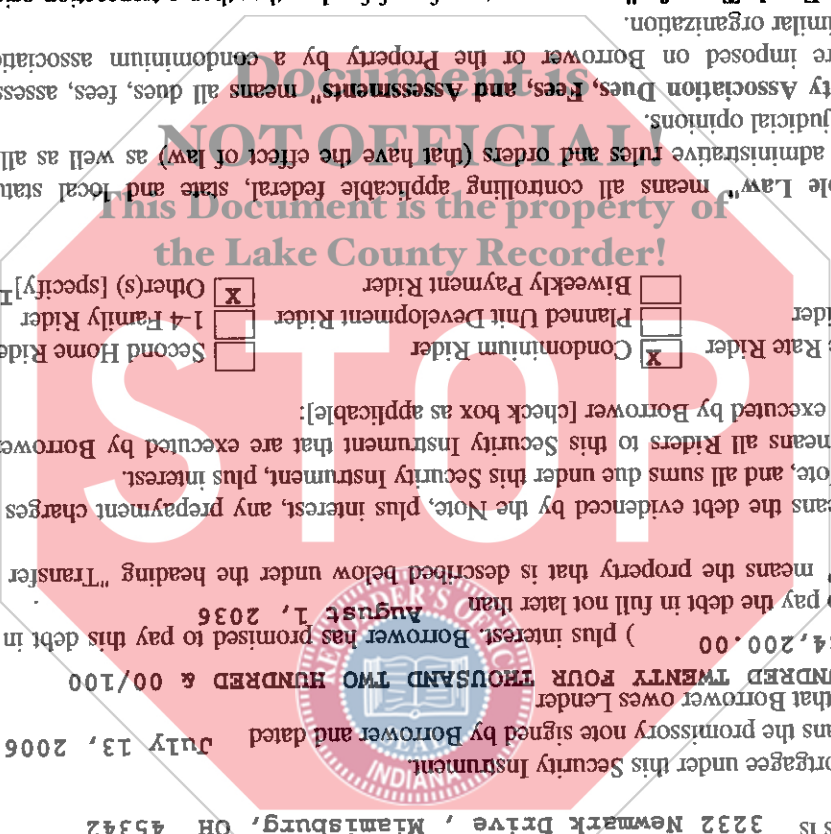 s is 3232 Newmark Drive , Miamisburg, OH 45342
ortgagee under this Security Instrument.
ans the promissory note signed by Borrower and dated July 13, 2006
that Borrower owes Lender
UNDRED TWENTY FOUR THOUSAND TWO HUNDRED & 00/100
4,200.00 ) plus interest. Borrower has promised to pay this debt in
o pay the debt in full not later than August 1, 2036 .
" means the property that is described below under the heading "Transfer
eans the debt evidenced by the Note, plus interest, any prepayment charges
ote, and all sums due under this Security Instrument, plus interest.
means all Riders to this Security Instrument that are executed by Borrowe
executed by Borrower [check box as applicable]:
e Rate Rider X Condominium Rider Second Home Ride
ider Planned Unit Development Rider 1-4 Family Rider
Biweekly Payment Rider X Other(s) [specify]
le Law" means all controlling applicable federal, state and local statu
administrative rules and orders (that have the effect of law) as well as all
judicial opinions.
ty Association Dues, Fees, and Assessments" means all dues, fees, assess
re imposed on Borrower or the Property by a condominium associatio
imilar organization.
Document is
NOT OFFICIAL!
This Document is the property of
the Lake County Recorder!
STOP
RECORDER'S OFFICE
SEAL
INDIANA